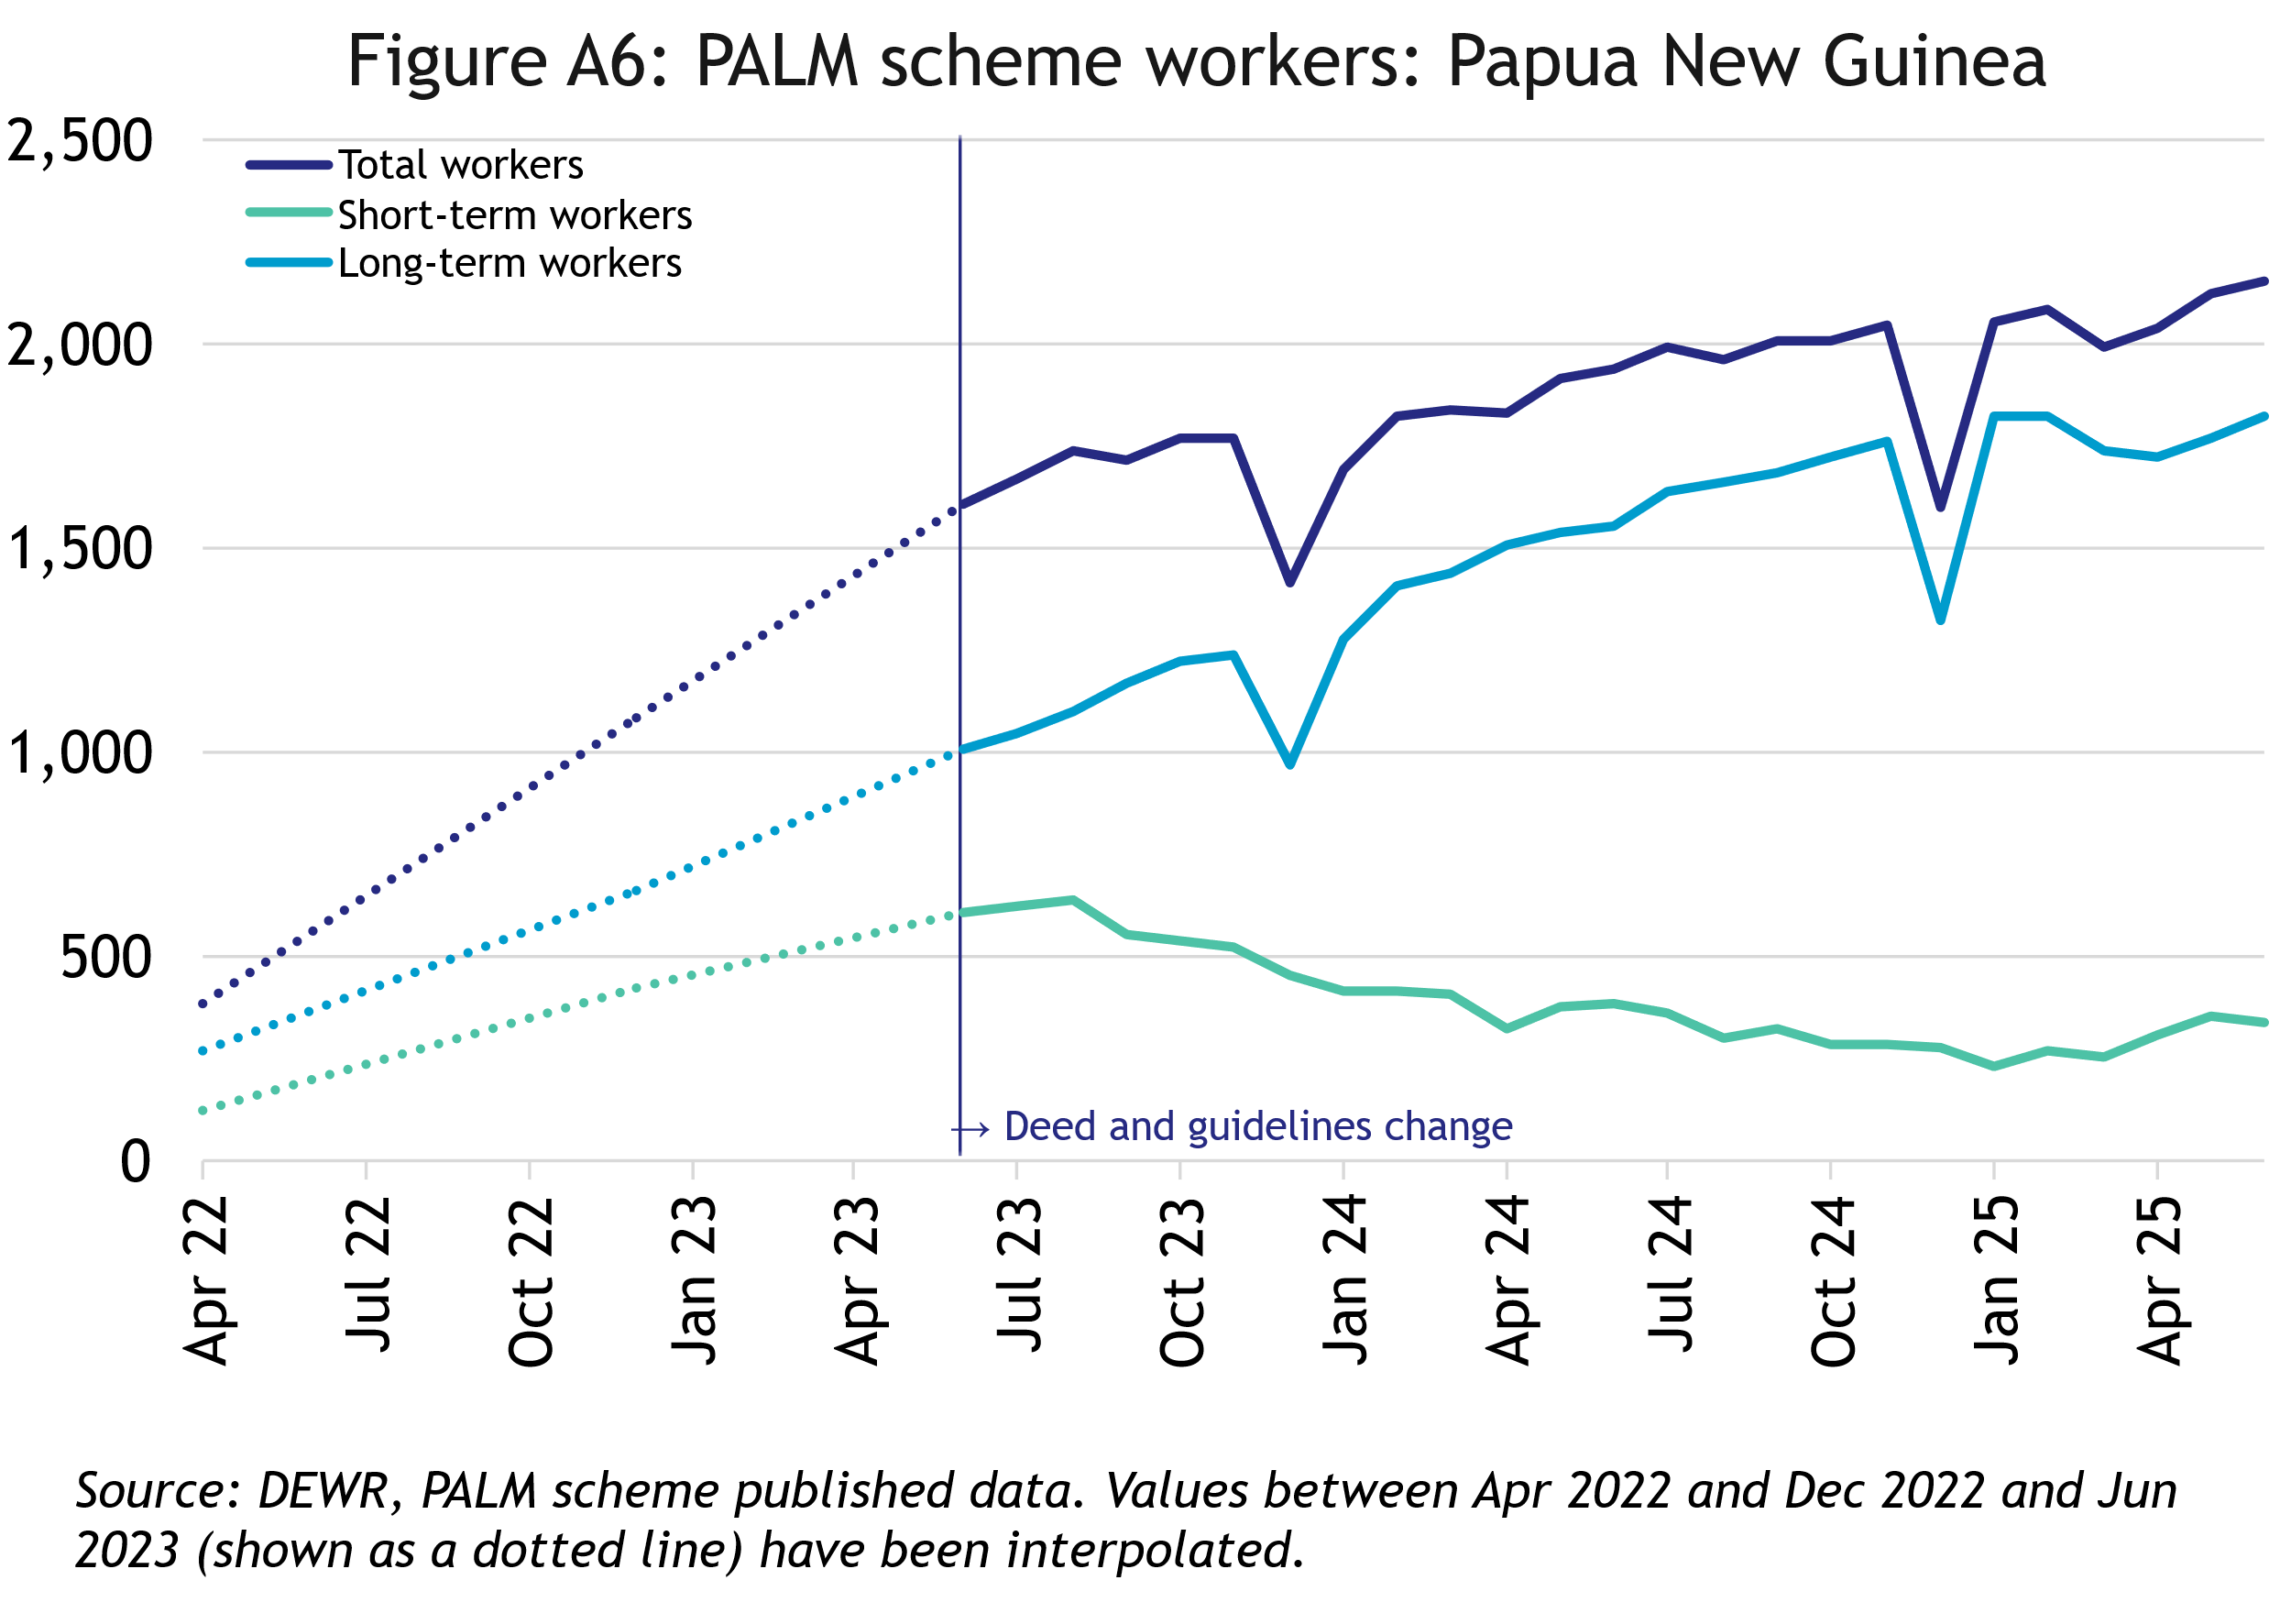 Figure A6: PALM scheme workers: Papua New Guinea
2,500
Total workers
Short-term workers
Long-term workers
2,000
1,500
1,000
500
→ Deed and guidelines change
0
Apr 22
Jul 22
Oct 22
Jan 23
Apr 23
Jul 23
Oct 23
Jan 24
Apr 24
Jul 24
Oct 24
Jan 25
Apr 25
Source: DEWR, PALM scheme published data. Values between Apr 2022 and Dec 2022 and Jun
2023 (shown as a dotted line) have been interpolated.